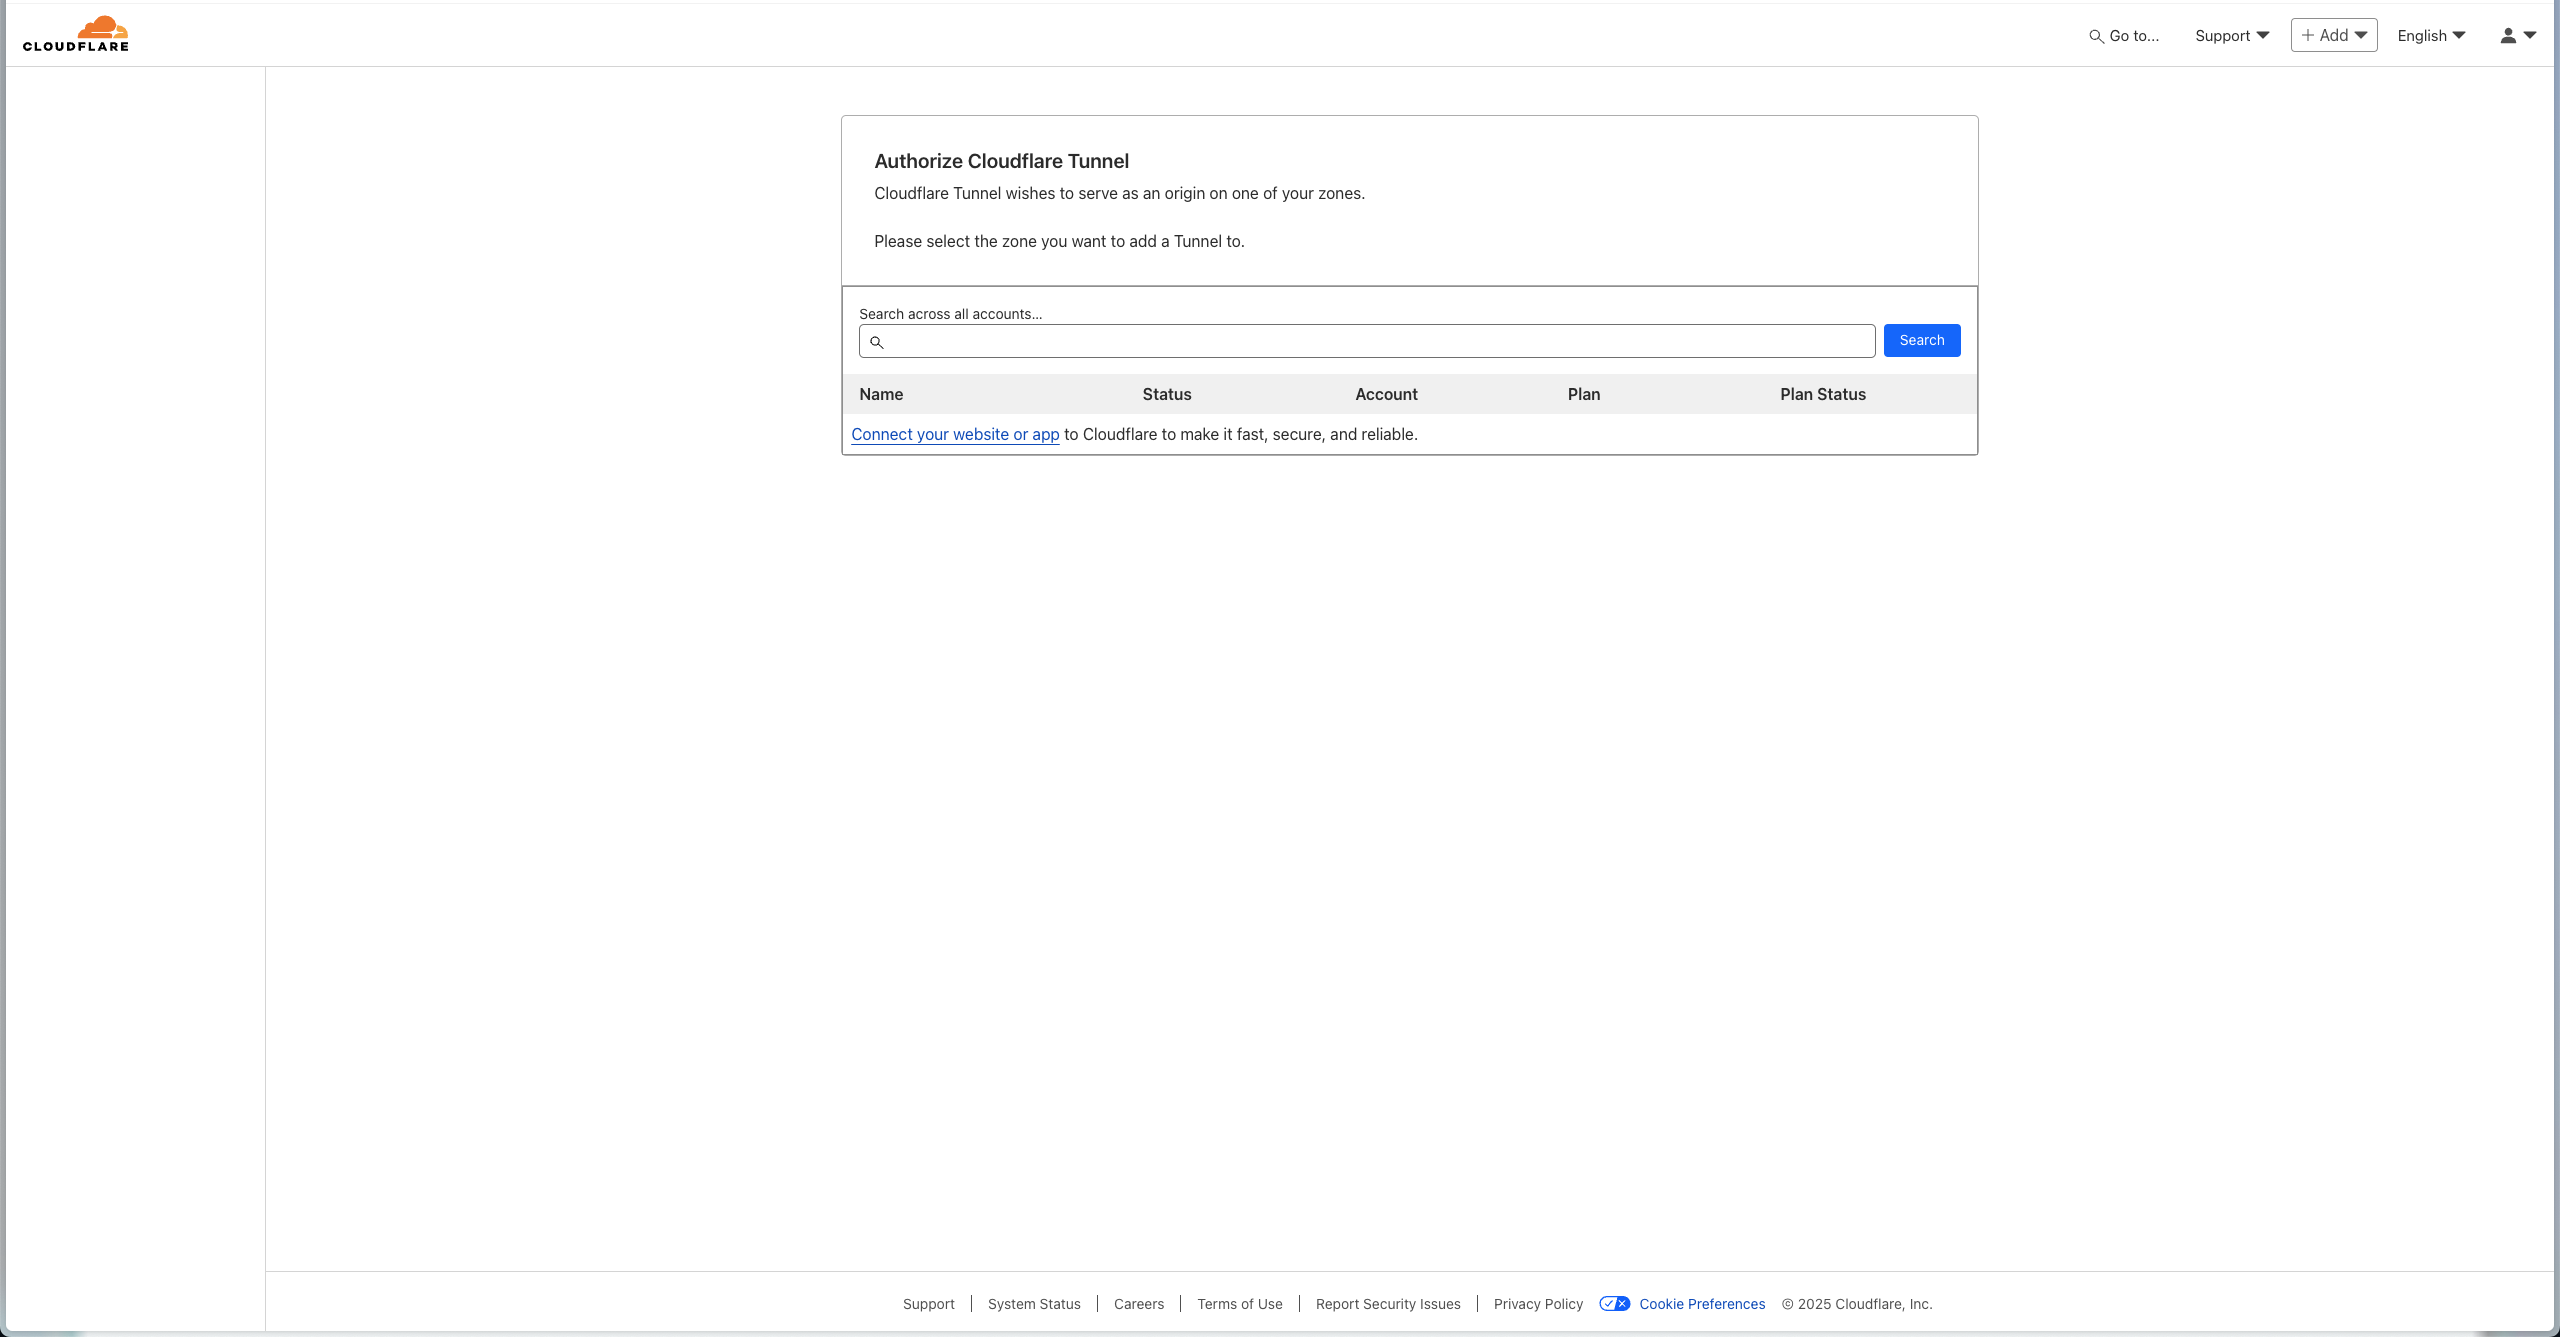 CLOUDFLARE
Go to...
Support
+ Add
English
Authorize Cloudflare Tunnel
Cloudflare Tunnel wishes to serve as an origin on one of your zones.
Please select the zone you want to add a Tunnel to.
Search across all accounts...
Search
Name Status Account Plan Plan Status
Connect your website or app to Cloudflare to make it fast, secure, and reliable.
Support System Status Careers Terms of Use Report Security Issues Privacy Policy Cookie Preferences © 2025 Cloudflare, Inc.